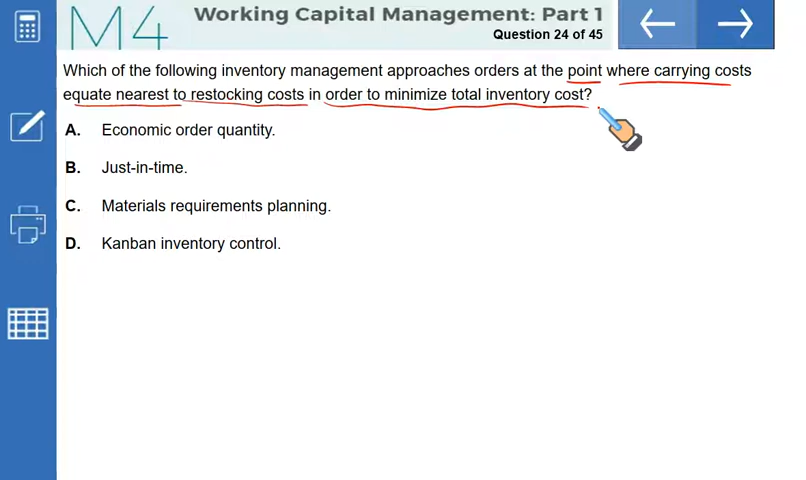 M4
Working Capital Management: Part 1
Question 24 of 45
Which of the following inventory management approaches orders at the point where carrying costs
equate nearest to restocking costs in order to minimize total inventory cost?
A. Economic order quantity.
B. Just-in-time.
C. Materials requirements planning.
D. Kanban inventory control.